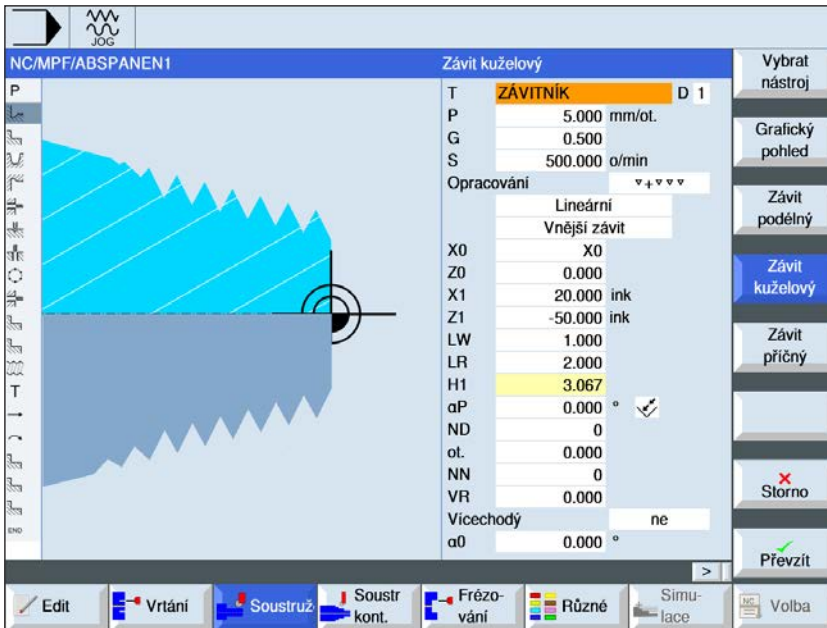 JOG
NC/MPF/ABSPANEN1
Závit kuželový
P
T
END
T ZÁVITNÍK D 1
P 5.000 mm/ot.
G 0.500
S 500.000 o/min
Opracování ▿+▿▿▿
Lineární
Vnější závit
X0 X0
Z0 0.000
X1 20.000 ink
Z1 -50.000 ink
LW 1.000
LR 2.000
H1 3.067
αP 0.000 °
ND 0
ot. 0.000
NN 0
VR 0.000
Vícechodý ne
α0 0.000 °
>
Vybrat
nástroj
Grafický
pohled
Závit
podélný
Závit
kuželový
Závit
příčný
Storno
Převzít
Edit
Vrtání
Soustruž.
Soustr
kont.
Frézo-
vání
Různé
Simu-
lace
NC
Volba